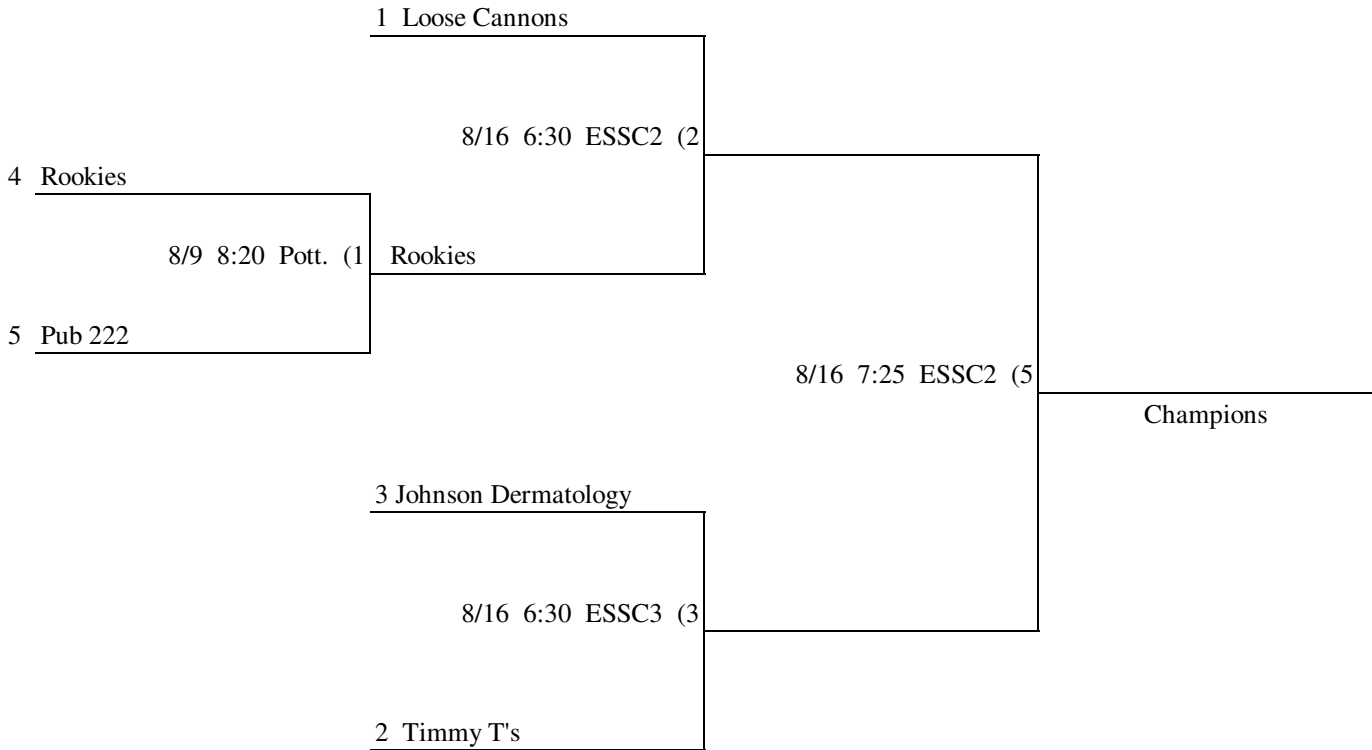 1 Loose Cannons
8/16 6:30 ESSC2 (2
4 Rookies
8/9 8:20 Pott. (1 Rookies
5 Pub 222
8/16 7:25 ESSC2 (5
Champions
3 Johnson Dermatology
8/16 6:30 ESSC3 (3
2 Timmy T's